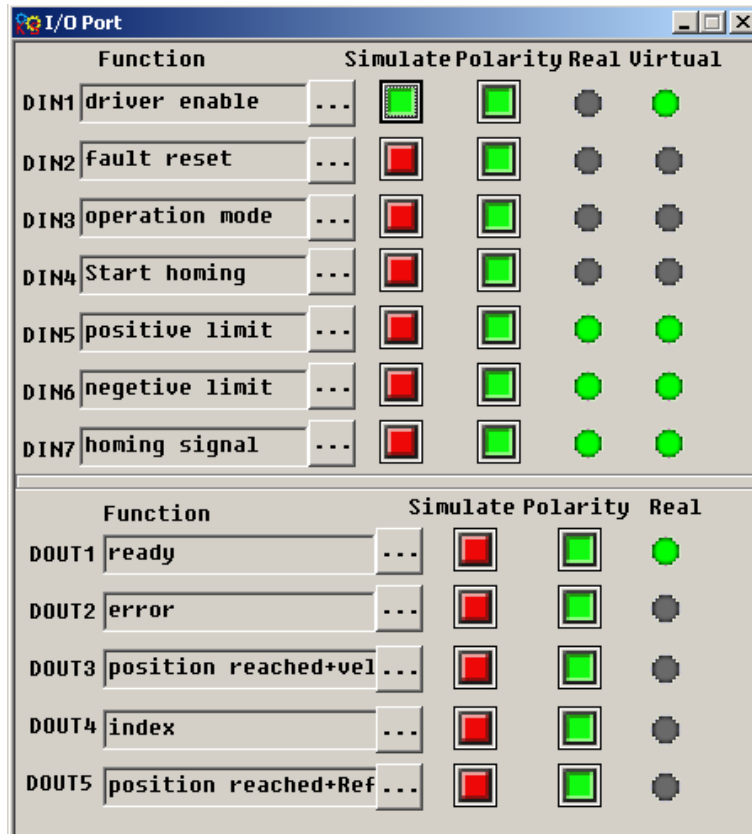 I/O Port
Function Simulate Polarity Real Virtual
DIN1 driver enable ...
DIN2 fault reset ...
DIN3 operation mode ...
DIN4 Start homing ...
DIN5 positive limit ...
DIN6 negetive limit ...
DIN7 homing signal ...
Function Simulate Polarity Real
DOUT1 ready ...
DOUT2 error ...
DOUT3 position reached+vel ...
DOUT4 index ...
DOUT5 position reached+Ref ...